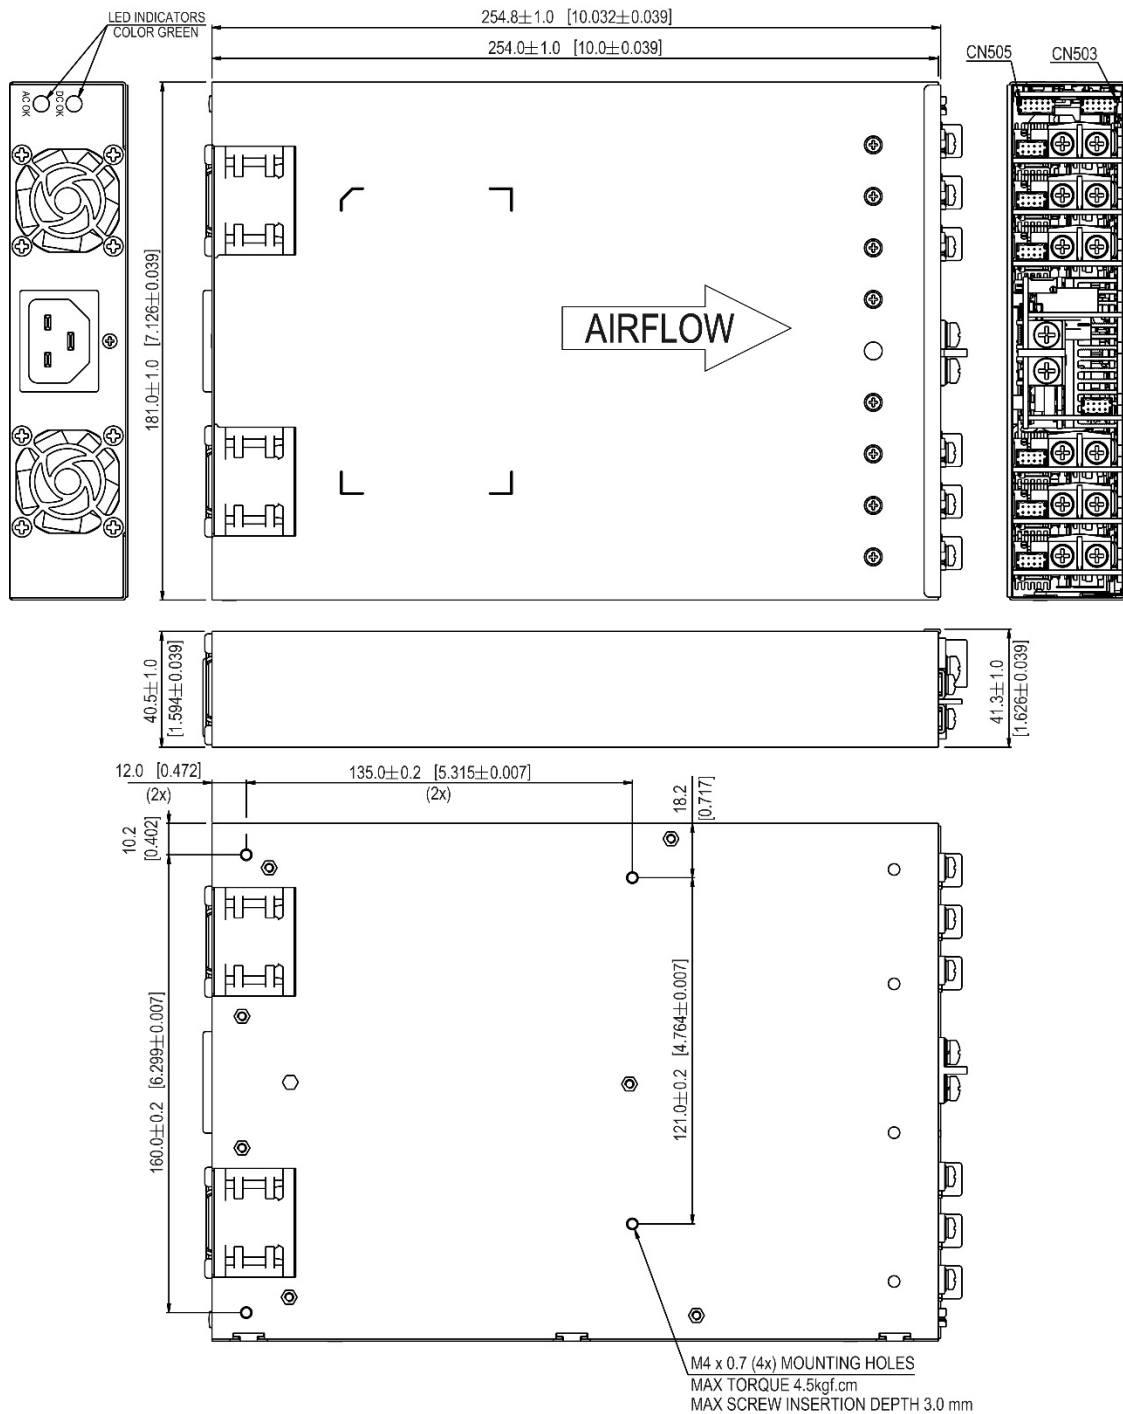 LED INDICATORS
COLOR GREEN
254.8±1.0 [10.032±0.039]
254.0±1.0 [10.0±0.039]
CN505
CN503
AC OK
DC OK
181.0±1.0 [7.126±0.039]
AIRFLOW
40.5±1.0
[1.594±0.039]
41.3±1.0
[1.626±0.039]
12.0 [0.472]
(2x)
135.0±0.2 [5.315±0.007]
(2x)
18.2
[0.717]
10.2
[0.402]
160.0±0.2 [6.299±0.007]
121.0±0.2 [4.764±0.007]
M4 x 0.7 (4x) MOUNTING HOLES
MAX TORQUE 4.5kgf.cm
MAX SCREW INSERTION DEPTH 3.0 mm